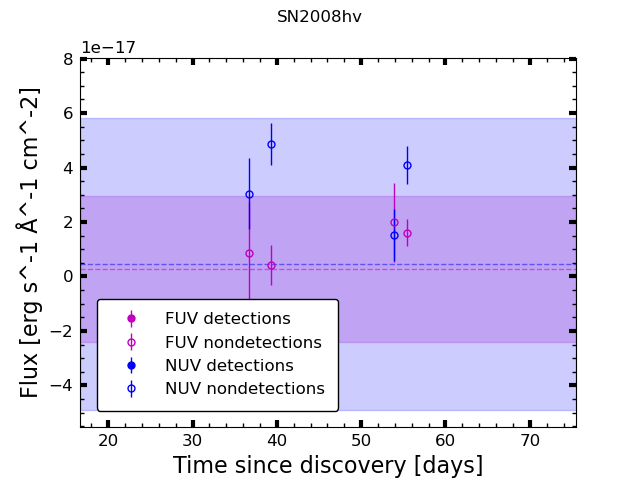 SN2008hv
1e−17
8
6
4
2
0
−2
−4
Flux [erg s^-1 Å^-1 cm^-2]
FUV detections
FUV nondetections
NUV detections
NUV nondetections
20 30 40 50 60 70
Time since discovery [days]